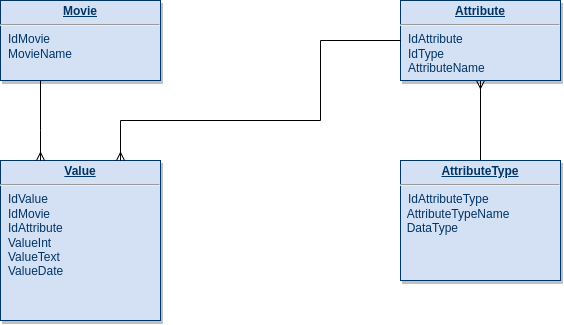 Movie
IdMovie
MovieName
Attribute
IdAttribute
IdType
AttributeName
Value
IdValue
IdMovie
IdAttribute
ValueInt
ValueText
ValueDate
AttributeType
IdAttributeType
AttributeTypeName
DataType